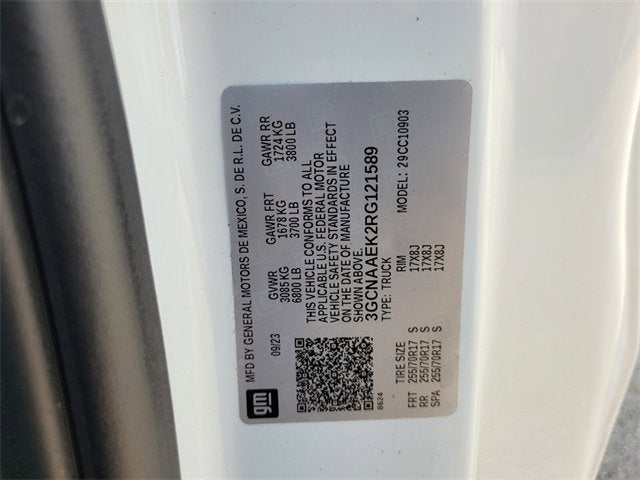 MFD BY GENERAL MOTORS DE MEXICO, S. DE R.L. DE C.V.
gm
09/23 GVWR GAWR FRT GAWR RR
3085 KG 1678 KG 1724 KG
6800 LB 3700 LB 3800 LB
THIS VEHICLE CONFORMS TO ALL
APPLICABLE U.S. FEDERAL MOTOR
VEHICLE SAFETY STANDARDS IN EFFECT
ON THE DATE OF MANUFACTURE
SHOWN ABOVE.
3GCNAAEK2RG121589
8624 TYPE: TRUCK MODEL: 29CC10903
TIRE SIZE RIM
FRT 255/70R17 S 17X8J
RR 255/70R17 S 17X8J
SPA 255/70R17 S 17X8J